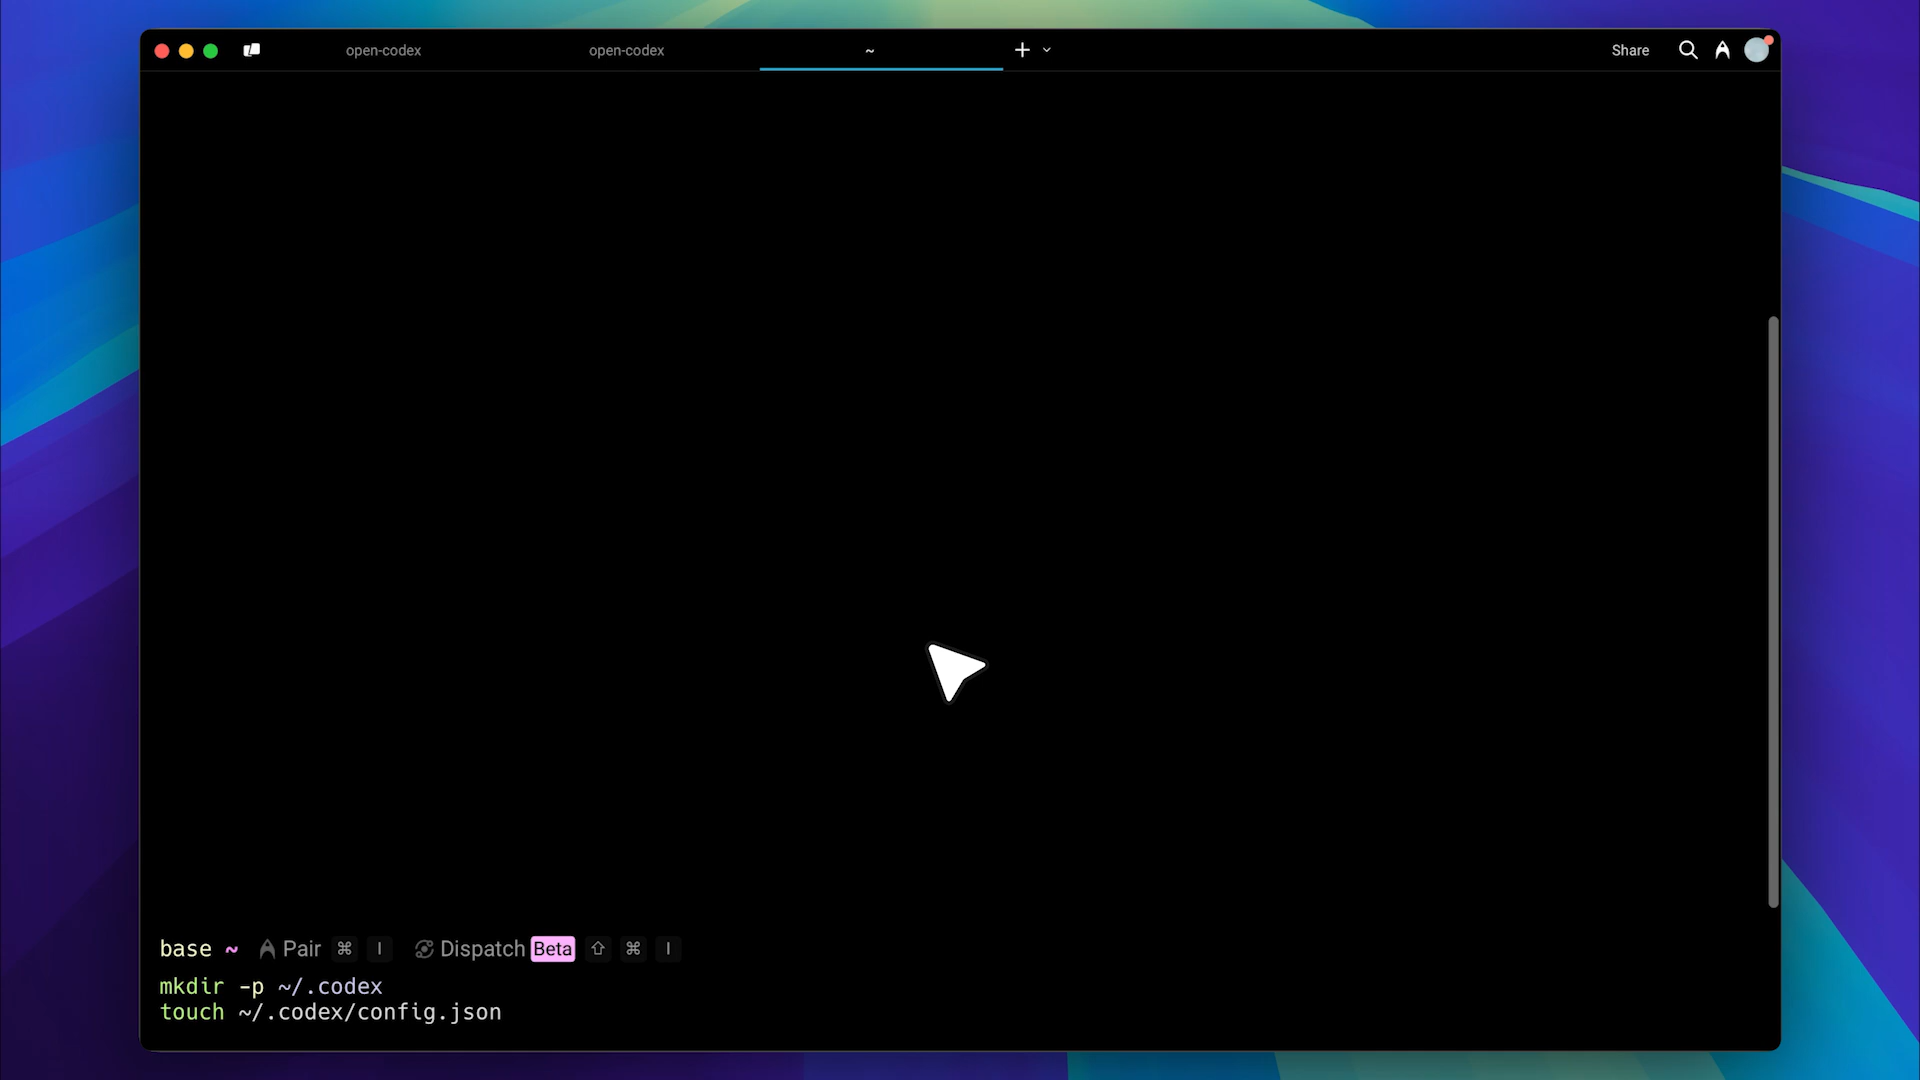 open-codex open-codex ~ Share
base ~ Pair ⌘ I Dispatch Beta ⇧ ⌘ I
mkdir -p ~/.codex
touch ~/.codex/config.json